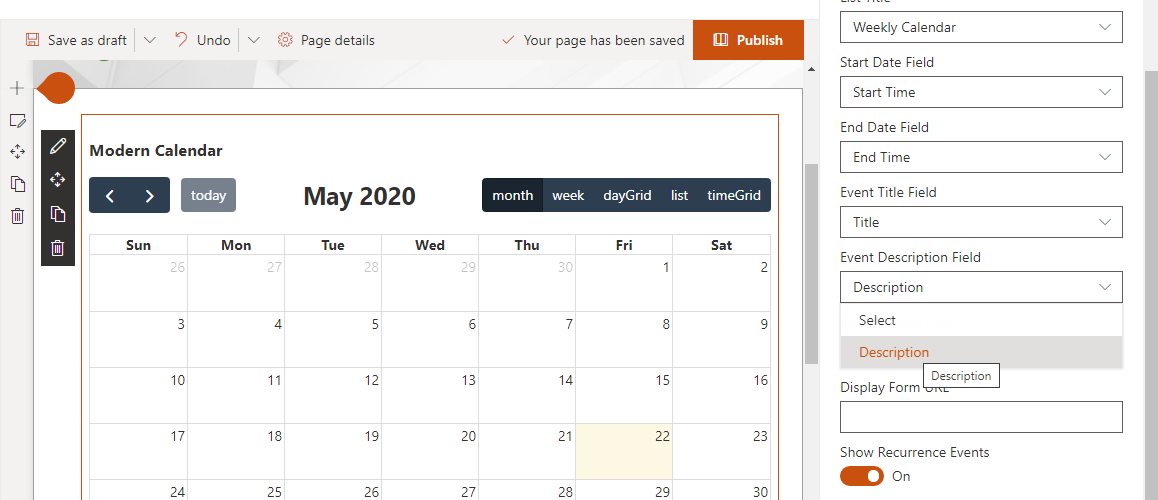 Save as draft Undo Page details Your page has been saved Publish
Modern Calendar
today May 2020 month week dayGrid list timeGrid
Sun Mon Tue Wed Thu Fri Sat
26 27 28 29 30 1 2
3 4 5 6 7 8 9
10 11 12 13 14 15 16
17 18 19 20 21 22 23
24 25 26 27 28 29 30
List Title
Weekly Calendar
Start Date Field
Start Time
End Date Field
End Time
Event Title Field
Title
Event Description Field
Description
Select
Description
Description
Display Form URL
Show Recurrence Events
On